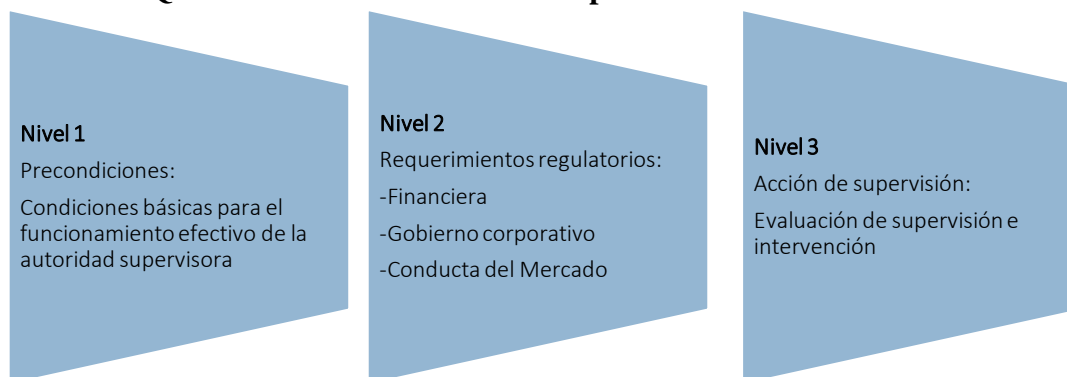 Nivel 1
Precondiciones:
Condiciones básicas para el
funcionamiento efectivo de la
autoridad supervisora
Nivel 2
Requerimientos regulatorios:
-Financiera
-Gobierno corporativo
-Conducta del Mercado
Nivel 3
Acción de supervisión:
Evaluación de supervisión e
intervención